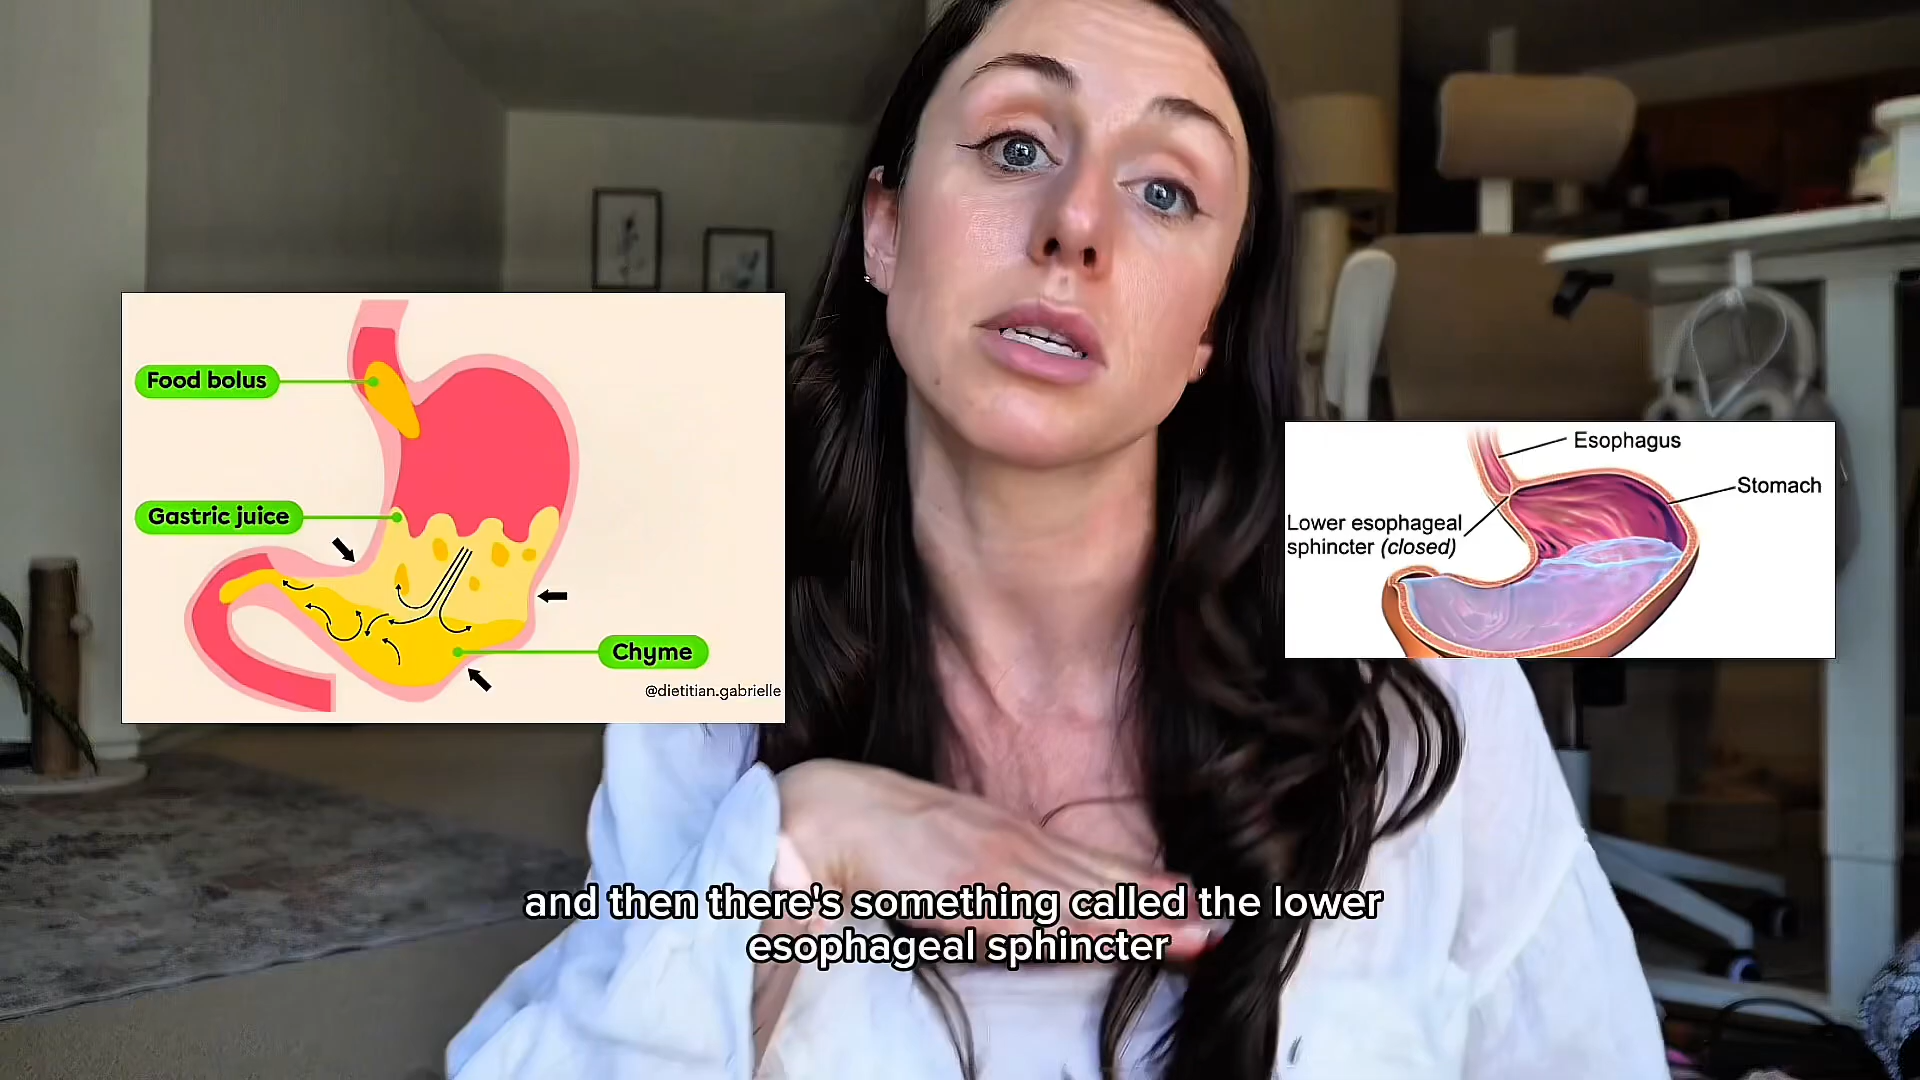 Food bolus
Gastric juice
Chyme
@dietitian.gabrielle
Esophagus
Stomach
Lower esophageal
sphincter (closed)
and then there's something called the lower
esophageal sphincter